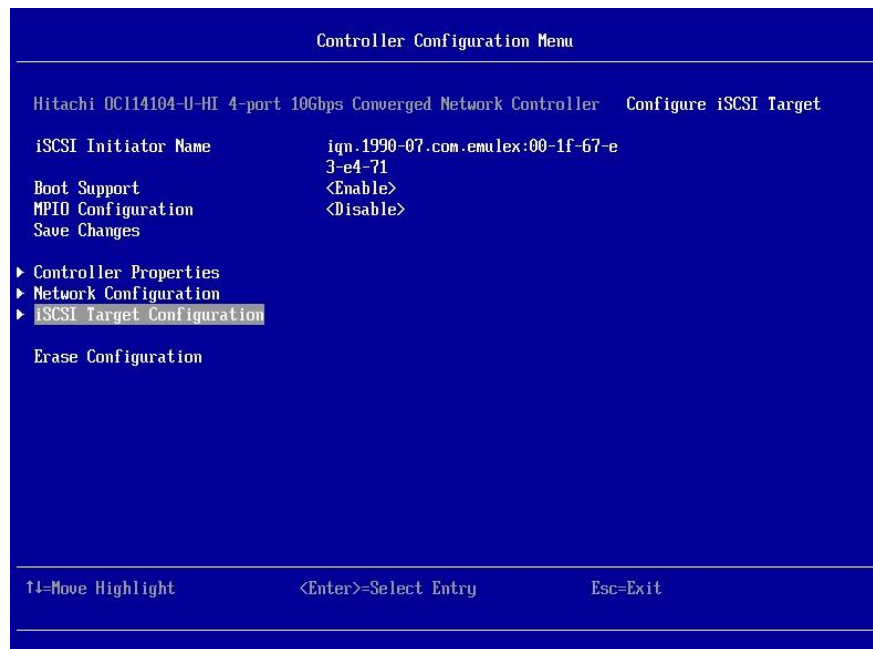 Controller Configuration Menu
Hitachi OCl14104-U-HI 4-port 10Gbps Converged Network Controller Configure iSCSI Target
iSCSI Initiator Name iqn.1990-07.com.emulex:00-1f-67-e
3-e4-71
Boot Support <Enable>
MPIO Configuration <Disable>
Save Changes
► Controller Properties
► Network Configuration
► iSCSI Target Configuration
Erase Configuration
↑↓=Move Highlight <Enter>=Select Entry Esc=Exit